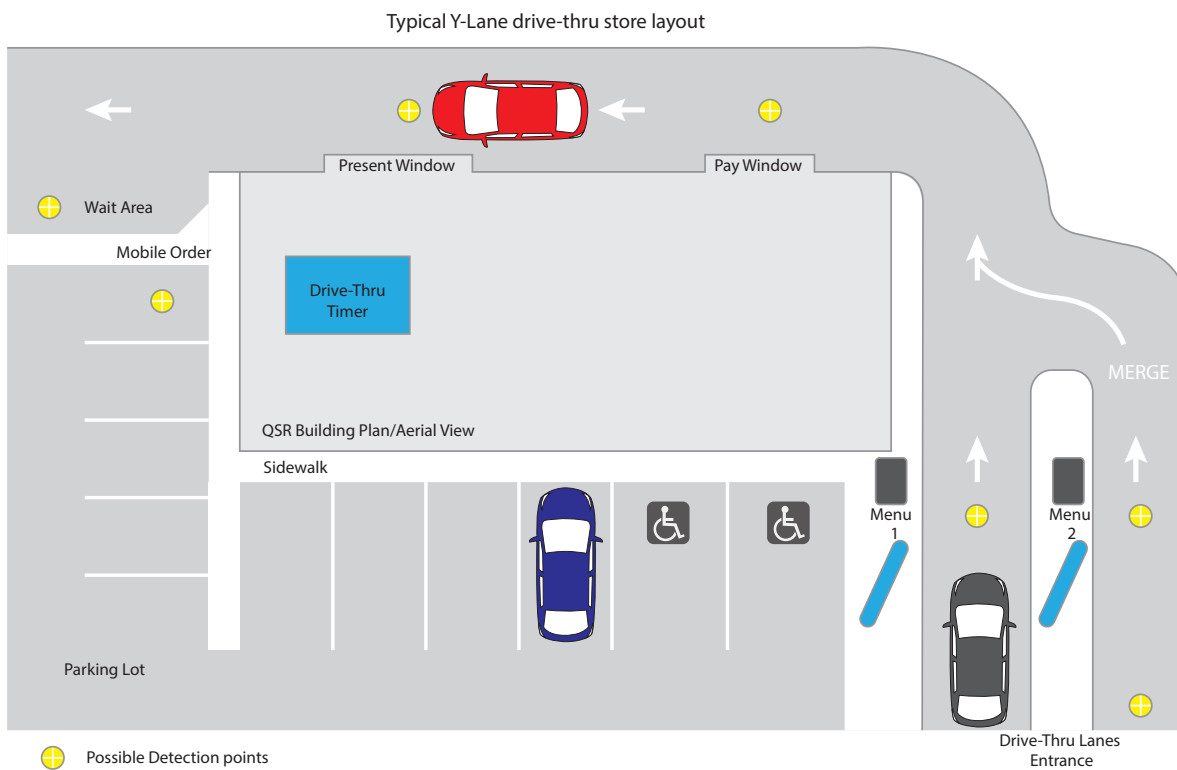 Typical Y-Lane drive-thru store layout
Present Window
Pay Window
Wait Area
Mobile Order
Drive-Thru
Timer
MERGE
QSR Building Plan/Aerial View
Sidewalk
Menu
1
Menu
2
Parking Lot
Drive-Thru Lanes
Entrance
Possible Detection points